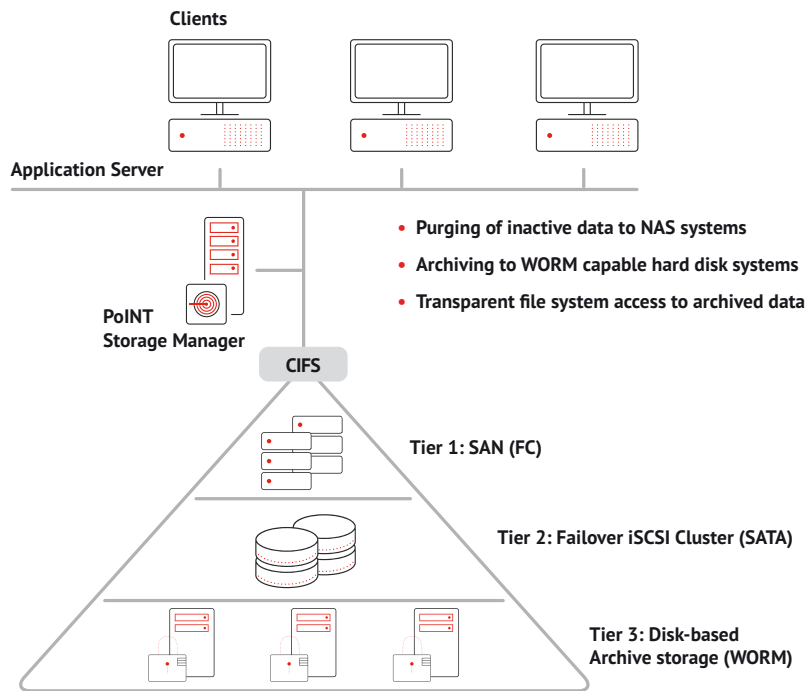 Clients
Application Server
• Purging of inactive data to NAS systems
• Archiving to WORM capable hard disk systems
• Transparent file system access to archived data
PoINT
Storage Manager
CIFS
Tier 1: SAN (FC)
Tier 2: Failover iSCSI Cluster (SATA)
Tier 3: Disk-based
Archive storage (WORM)